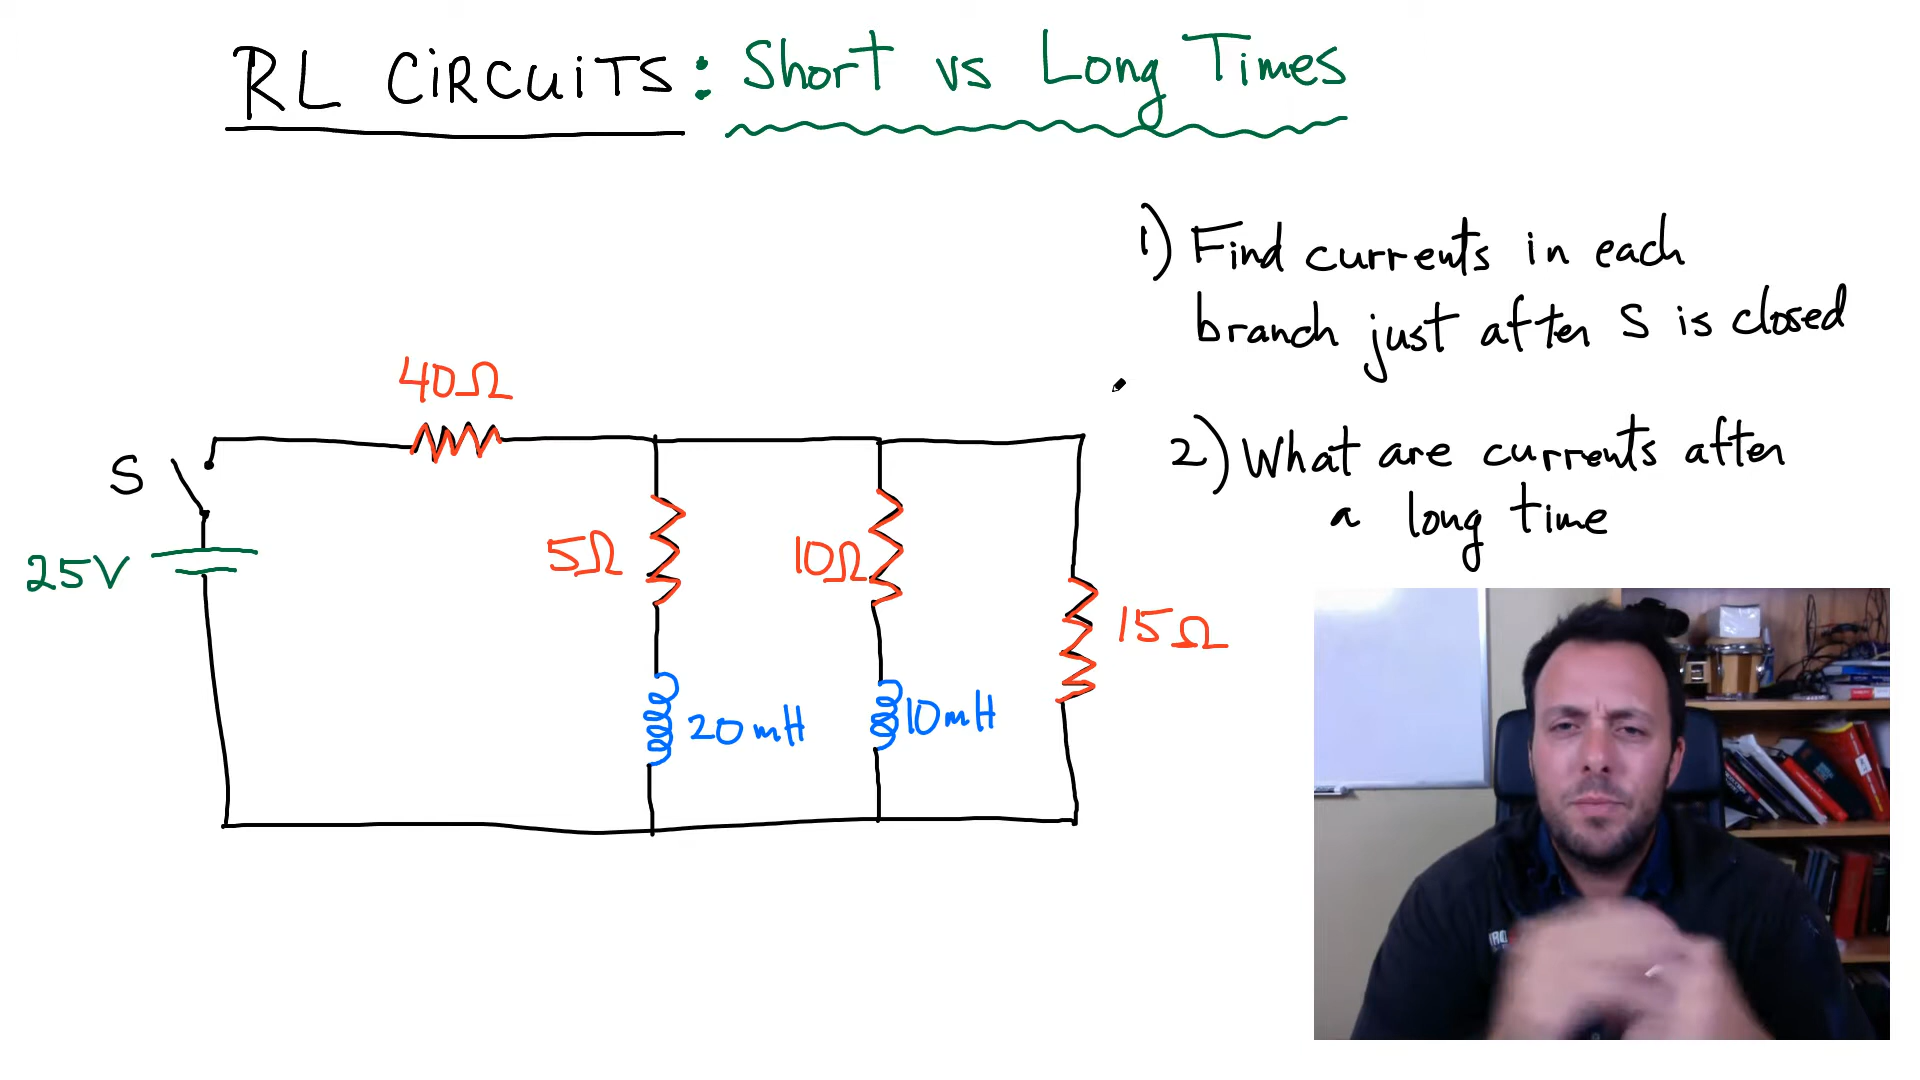 RL CIRCUITS: Short vs Long Times
1) Find currents in each
branch just after S is closed
2) What are currents after
a long time
40Ω
S
25V
5Ω
10Ω
15Ω
20mH
10mH